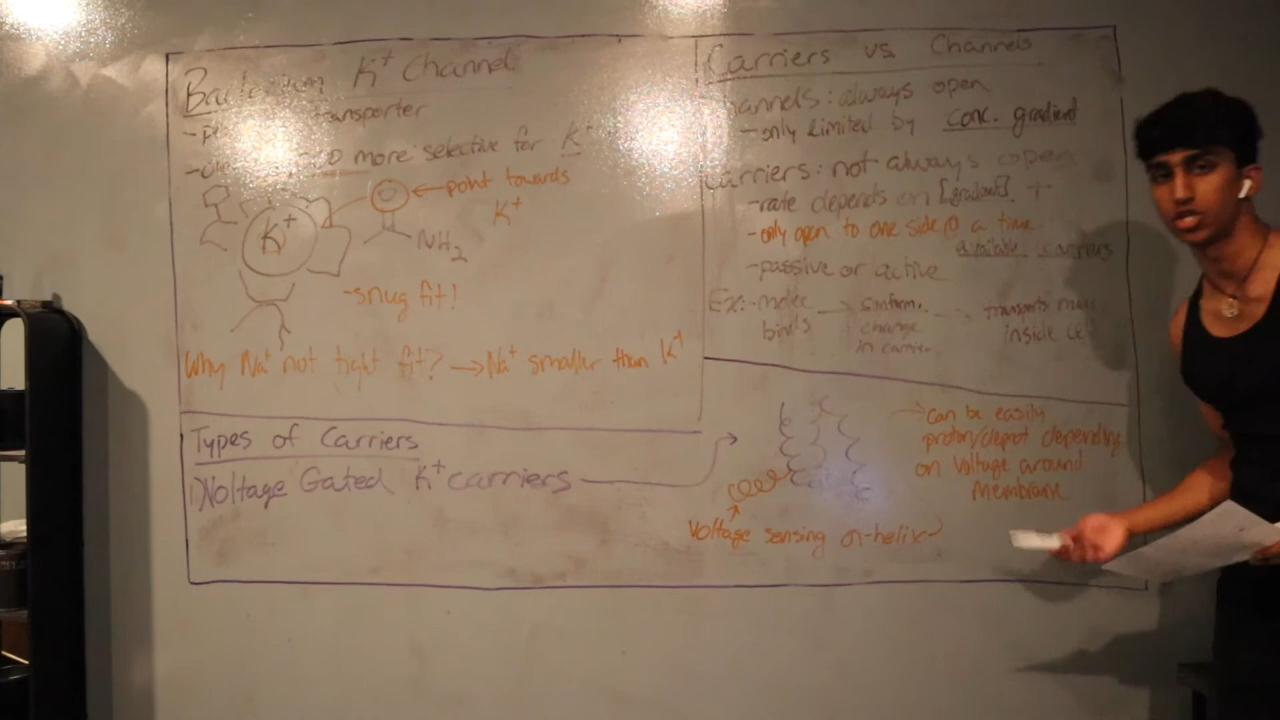 Bacterium K+ Channel
transporter
more selective for K+
K+
← point towards
K+
NH2
-snug fit!
Why Na+ not tight fit? → Na+ smaller than K+
Carriers vs Channels
Channels: always open
-only limited by conc. gradient
Carriers: not always open
-rate depends on [gradient] +
available carriers
-only open to one side @ a time
-passive or active
Ex: -molec → conform. → transports molec
binds change inside cell
in carrier
Types of Carriers
1) Voltage Gated K+ carriers
→ can be easily
proton/deprot depending
on voltage around
membrane
voltage sensing α-helix